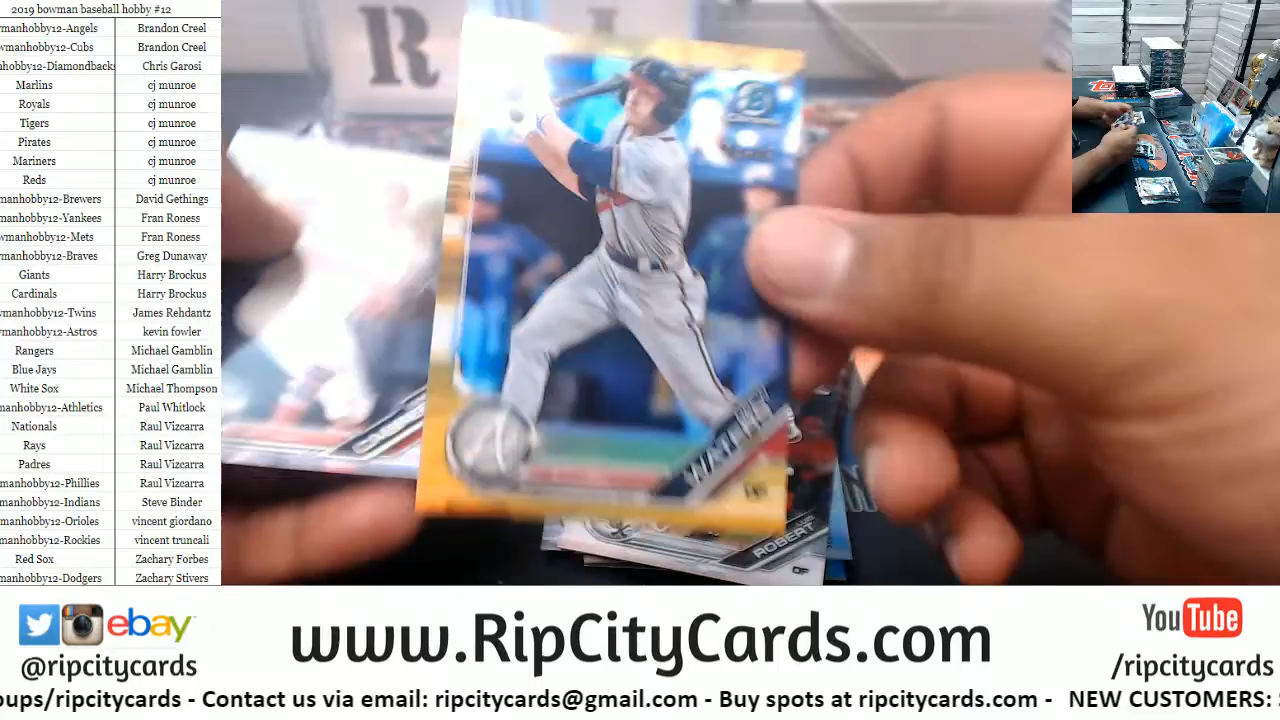 2019 bowman baseball hobby #12
wmanhobby12-Angels Brandon Creel
wmanhobby12-Cubs Brandon Creel
nhobby12-Diamondbacks Chris Garosi
Marlins cj munroe
Royals cj munroe
Tigers cj munroe
Pirates cj munroe
Mariners cj munroe
Reds cj munroe
manhobby12-Brewers David Gethings
manhobby12-Yankees Fran Roness
wmanhobby12-Mets Fran Roness
wmanhobby12-Braves Greg Dunaway
Giants Harry Brockus
Cardinals Harry Brockus
wmanhobby12-Twins James Rehdantz
wmanhobby12-Astros kevin fowler
Rangers Michael Gamblin
Blue Jays Michael Gamblin
White Sox Michael Thompson
manhobby12-Athletics Paul Whitlock
Nationals Raul Vizcarra
Rays Raul Vizcarra
Padres Raul Vizcarra
manhobby12-Phillies Raul Vizcarra
manhobby12-Indians Steve Binder
manhobby12-Orioles vincent giordano
manhobby12-Rockies vincent truncali
Red Sox Zachary Forbes
manhobby12-Dodgers Zachary Stivers
R
WATERS
ROBERT
ebay
@ripcitycards
www.RipCityCards.com
YouTube
/ripcitycards
oups/ripcitycards - Contact us via email: ripcitycards@gmail.com - Buy spots at ripcitycards.com - NEW CUSTOMERS: